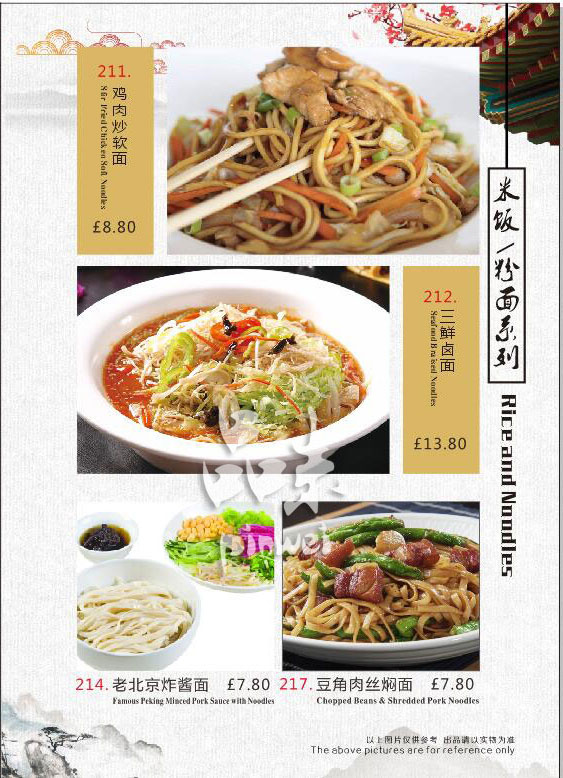 211.
鸡肉炒软面
Stir Fried Chicken Soft Noodles
£8.80
米饭/粉面系列
Rice and Noodles
212.
三鲜卤面
Seafood Braised Noodles
£13.80
品味
pinwei
214. 老北京炸酱面 £7.80
Famous Peking Minced Pork Sauce with Noodles
217. 豆角肉丝焖面 £7.80
Chopped Beans & Shredded Pork Noodles
以上图片仅供参考 出品请以实物为准
The above pictures are for reference only